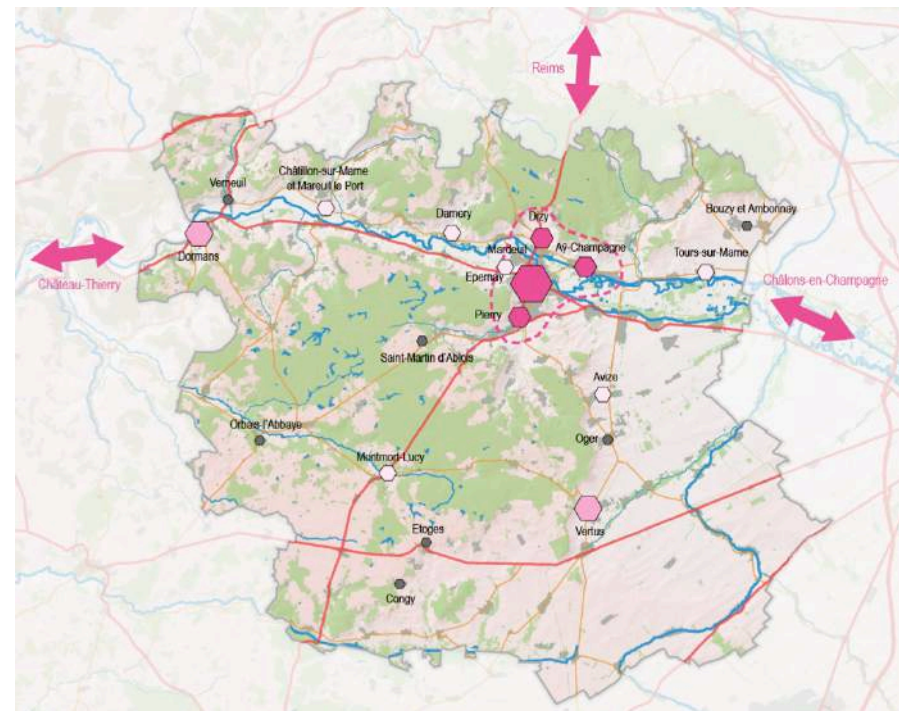 Reims
Châtillon-sur-Marne
et Mareuil le Port
Verneuil
Damery
Dizy
Bouzy et Ambonnay
Mardeuil
Aÿ-Champagne
Tours-sur-Marne
Dormans
Epernay
Château-Thierry
Châlons-en-Champagne
Pierry
Saint-Martin d'Ablois
Avize
Orbais-l'Abbaye
Oger
Montmort-Lucy
Vertus
Etoges
Congy